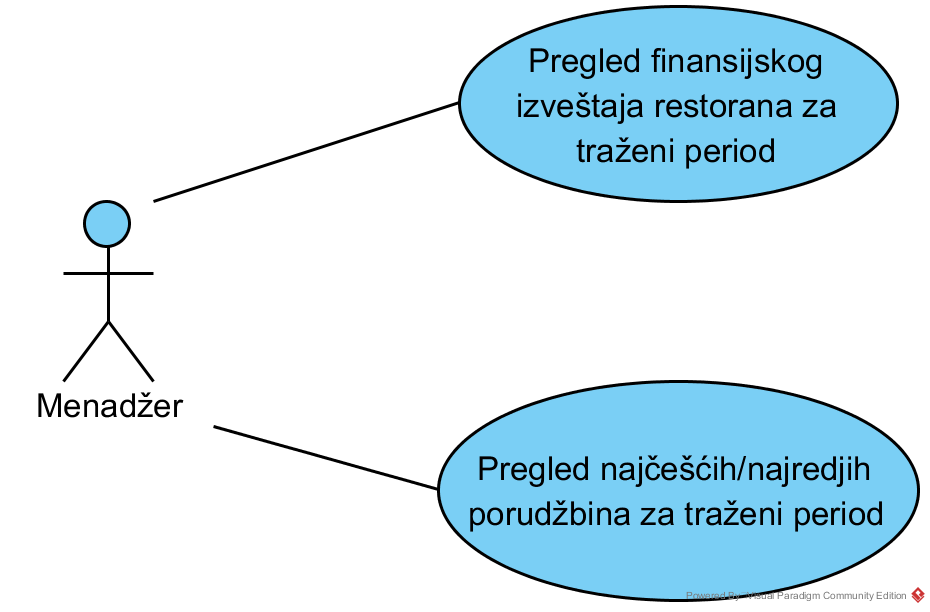 Pregled finansijskog
izveštaja restorana za
traženi period
Menadžer
Pregled najčešćih/najredjih
porudžbina za traženi period
Powered By Visual Paradigm Community Edition